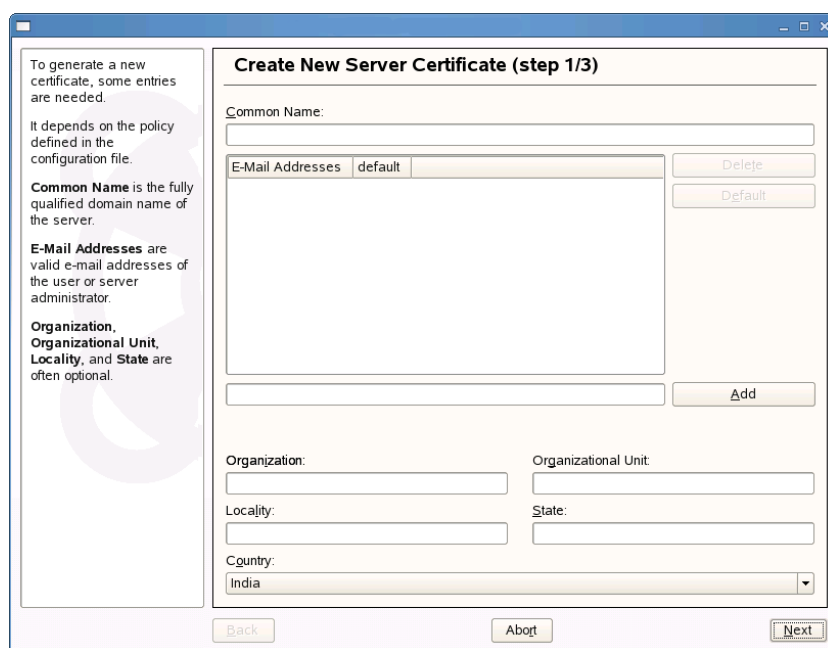 To generate a new
certificate, some entries
are needed.
It depends on the policy
defined in the
configuration file.
Common Name is the fully
qualified domain name of
the server.
E-Mail Addresses are
valid e-mail addresses of
the user or server
administrator.
Organization,
Organizational Unit,
Locality, and State are
often optional.
Create New Server Certificate (step 1/3)
Common Name:
E-Mail Addresses default
Delete
Default
Add
Organization: Organizational Unit:
Locality: State:
Country:
India
Back Abort Next